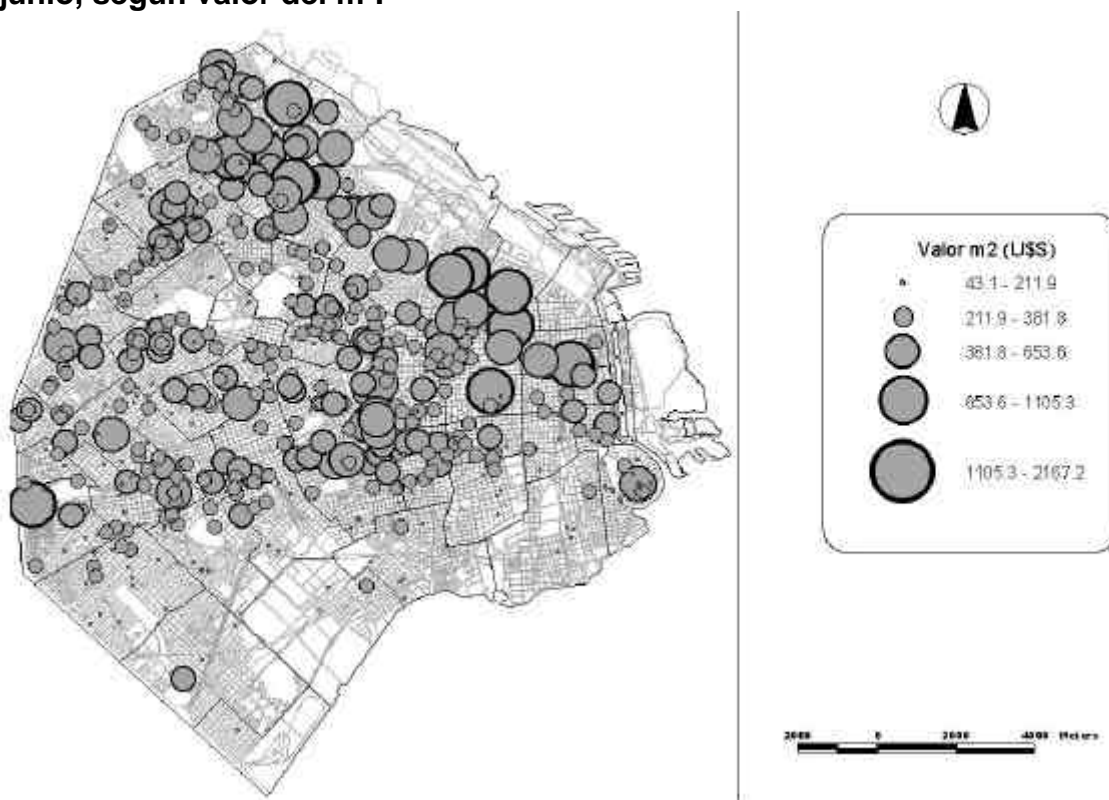 junio, según valor del m².
Valor m2 (U$S)
43.1 - 211.9
211.9 - 381.8
381.8 - 653.6
653.6 - 1105.3
1105.3 - 2167.2
2000 0 2000 4000 Meters